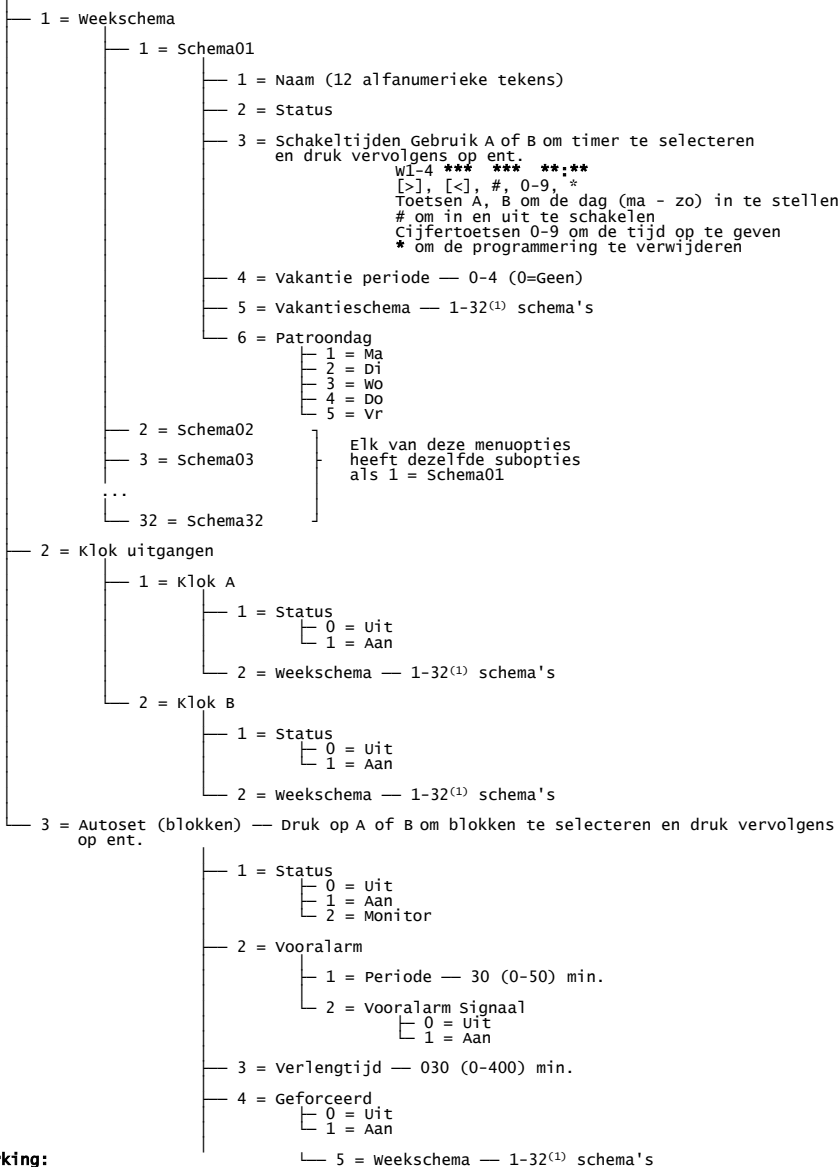 1 = Weekschema
1 = Schema01
1 = Naam (12 alfanumerieke tekens)
2 = Status
3 = Schakeltijden Gebruik A of B om timer te selecteren
en druk vervolgens op ent.
W1-4 *** *** **:**
[>], [<], #, 0-9, *
Toetsen A, B om de dag (ma - zo) in te stellen
# om in en uit te schakelen
Cijfertoetsen 0-9 om de tijd op te geven
* om de programmering te verwijderen
4 = Vakantie periode — 0-4 (0=Geen)
5 = Vakantieschema — 1-32(1) schema's
6 = Patroondag
1 = Ma
2 = Di
3 = Wo
4 = Do
5 = Vr
2 = Schema02
Elk van deze menuopties
3 = Schema03
heeft dezelfde subopties
als 1 = Schema01
...
32 = Schema32
2 = Klok uitgangen
1 = Klok A
1 = Status
0 = Uit
1 = Aan
2 = Weekschema — 1-32(1) schema's
2 = Klok B
1 = Status
0 = Uit
1 = Aan
2 = Weekschema — 1-32(1) schema's
3 = Autoset (blokken) — Druk op A of B om blokken te selecteren en druk vervolgens
op ent.
1 = Status
0 = Uit
1 = Aan
2 = Monitor
2 = Vooralarm
1 = Periode — 30 (0-50) min.
2 = Vooralarm Signaal
0 = Uit
1 = Aan
3 = Verlengtijd — 030 (0-400) min.
4 = Geforceerd
0 = Uit
1 = Aan
rking:
5 = Weekschema — 1-32(1) schema's